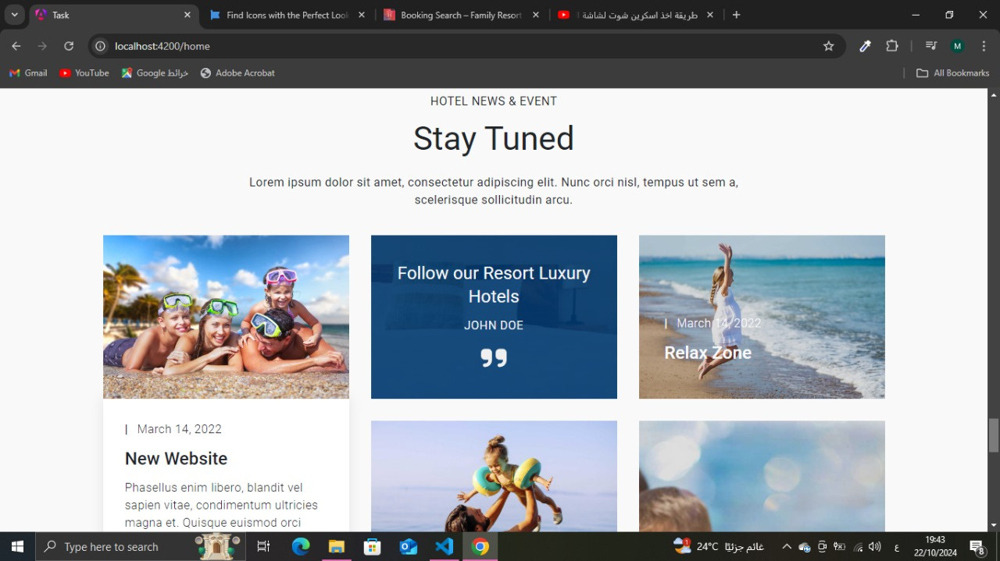 Task
Find Icons with the Perfect Look
Booking Search – Family Resort
طريقة اخذ اسكرين شوت لشاشة ا
localhost:4200/home
M
Gmail
YouTube
خرائط Google
Adobe Acrobat
All Bookmarks
HOTEL NEWS & EVENT
Stay Tuned
Lorem ipsum dolor sit amet, consectetur adipiscing elit. Nunc orci nisl, tempus ut sem a,
scelerisque sollicitudin arcu.
Follow our Resort Luxury
Hotels
JOHN DOE
| March 14, 2022
Relax Zone
| March 14, 2022
New Website
Phasellus enim libero, blandit vel
sapien vitae, condimentum ultricies
magna et. Quisque euismod orci
Type here to search
1
24°C غائم جزئيًا
ع
19:43
22/10/2024
8